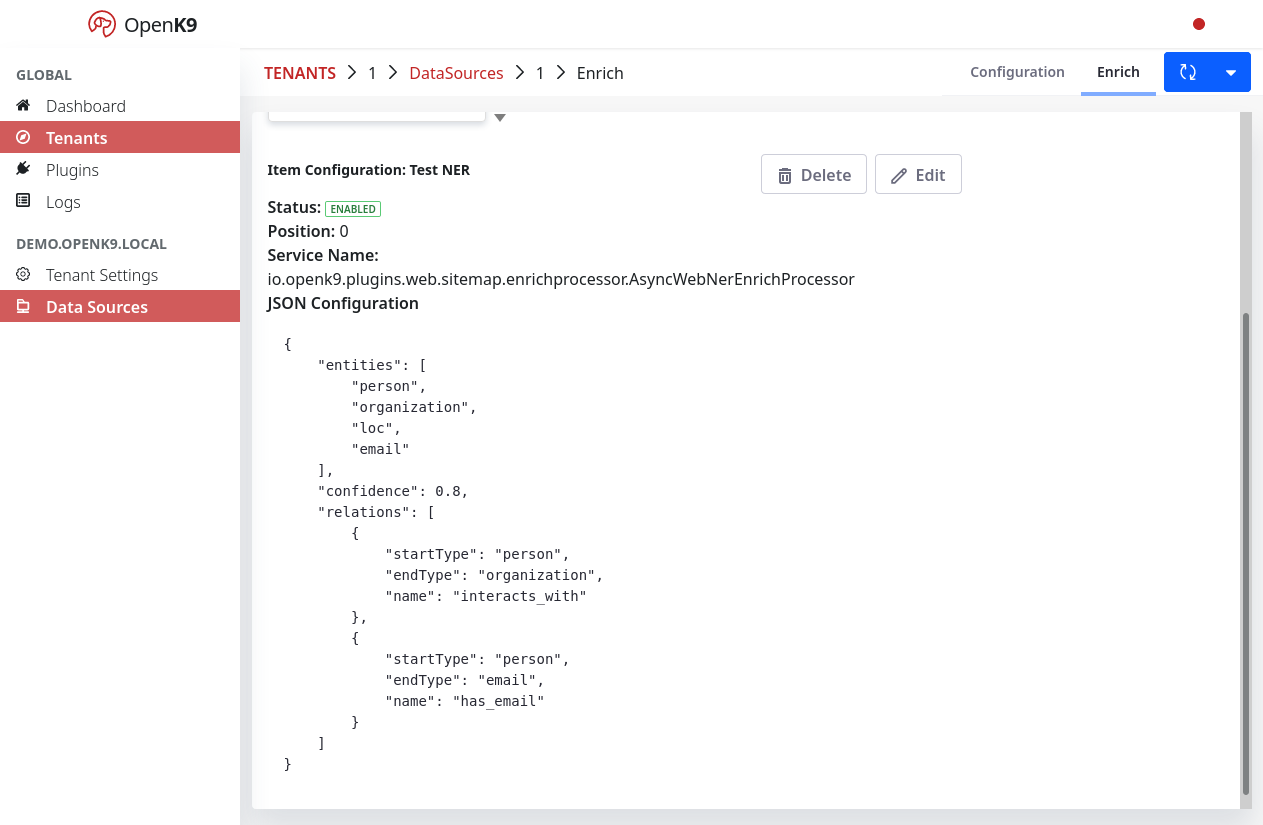 OpenK9
GLOBAL
Dashboard
Tenants
Plugins
Logs
DEMO.OPENK9.LOCAL
Tenant Settings
Data Sources
TENANTS > 1 > DataSources > 1 > Enrich
Configuration
Enrich
Item Configuration: Test NER
Delete
Edit
Status: ENABLED
Position: 0
Service Name:
io.openk9.plugins.web.sitemap.enrichprocessor.AsyncWebNerEnrichProcessor
JSON Configuration
{
    "entities": [
        "person",
        "organization",
        "loc",
        "email"
    ],
    "confidence": 0.8,
    "relations": [
        {
            "startType": "person",
            "endType": "organization",
            "name": "interacts_with"
        },
        {
            "startType": "person",
            "endType": "email",
            "name": "has_email"
        }
    ]
}